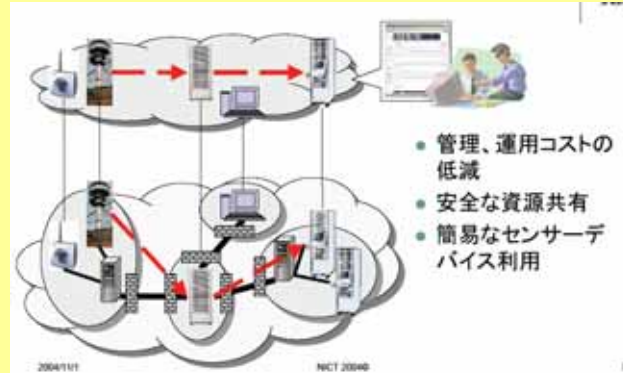 ● 管理、運用コストの
低減
● 安全な資源共有
● 簡易なセンサーデ
バイス利用
2004/11/1
NICT 2004©